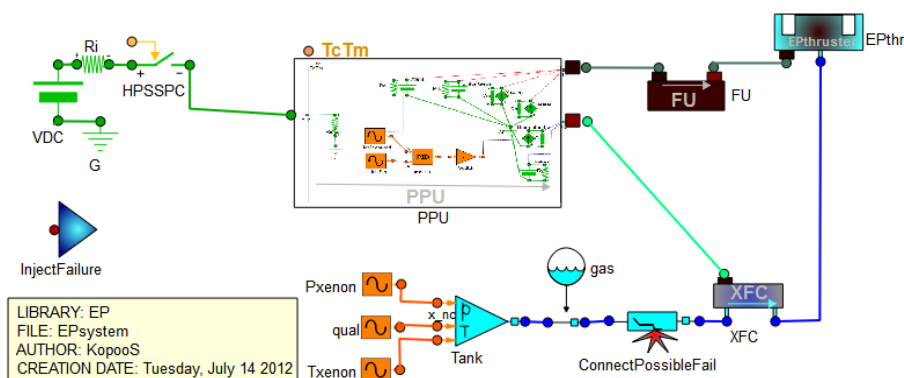 EPthruster
EPthr
Ri
TcTm
+
-
+
-
HPSSPC
FU
FU
VDC
G
PPU
PPU
InjectFailure
gas
Pxenon
XFC
LIBRARY: EP
FILE: EPsystem
AUTHOR: KopooS
CREATION DATE: Tuesday, July 14 2012
qual
x_nc
P
T
Tank
XFC
ConnectPossibleFail
Txenon